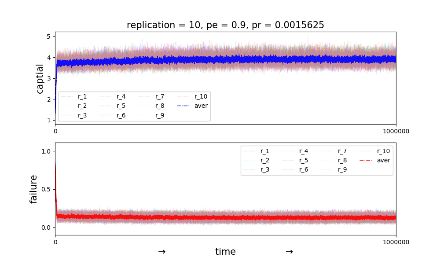 replication = 10, pe = 0.9, pr = 0.0015625
5
4
3
2
1
captial
r_1 r_4 r_7 r_10
r_2 r_5 r_8 aver
r_3 r_6 r_9
0 1000000
1.0
0.5
0.0
failure
r_1 r_4 r_7 r_10
r_2 r_5 r_8 aver
r_3 r_6 r_9
0 1000000
→ time →